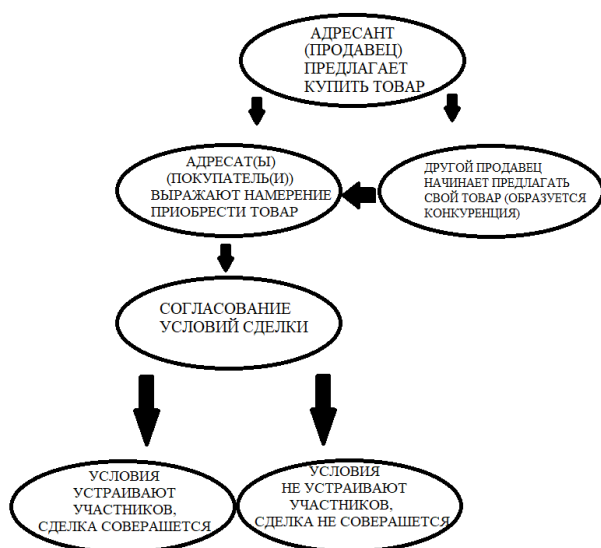 АДРЕСАНТ
(ПРОДАВЕЦ)
ПРЕДЛАГАЕТ
КУПИТЬ ТОВАР
АДРЕСАТ(Ы)
(ПОКУПАТЕЛЬ(И))
ВЫРАЖАЮТ НАМЕРЕНИЕ
ПРИОБРЕСТИ ТОВАР
ДРУГОЙ ПРОДАВЕЦ
НАЧИНАЕТ ПРЕДЛАГАТЬ
СВОЙ ТОВАР (ОБРАЗУЕТСЯ
КОНКУРЕНЦИЯ)
СОГЛАСОВАНИЕ
УСЛОВИЙ СДЕЛКИ
УСЛОВИЯ
УСТРАИВАЮТ
УЧАСТНИКОВ,
СДЕЛКА СОВЕРАШЕТСЯ
УСЛОВИЯ
НЕ УСТРАИВАЮТ
УЧАСТНИКОВ,
СДЕЛКА НЕ СОВЕРАШЕТСЯ